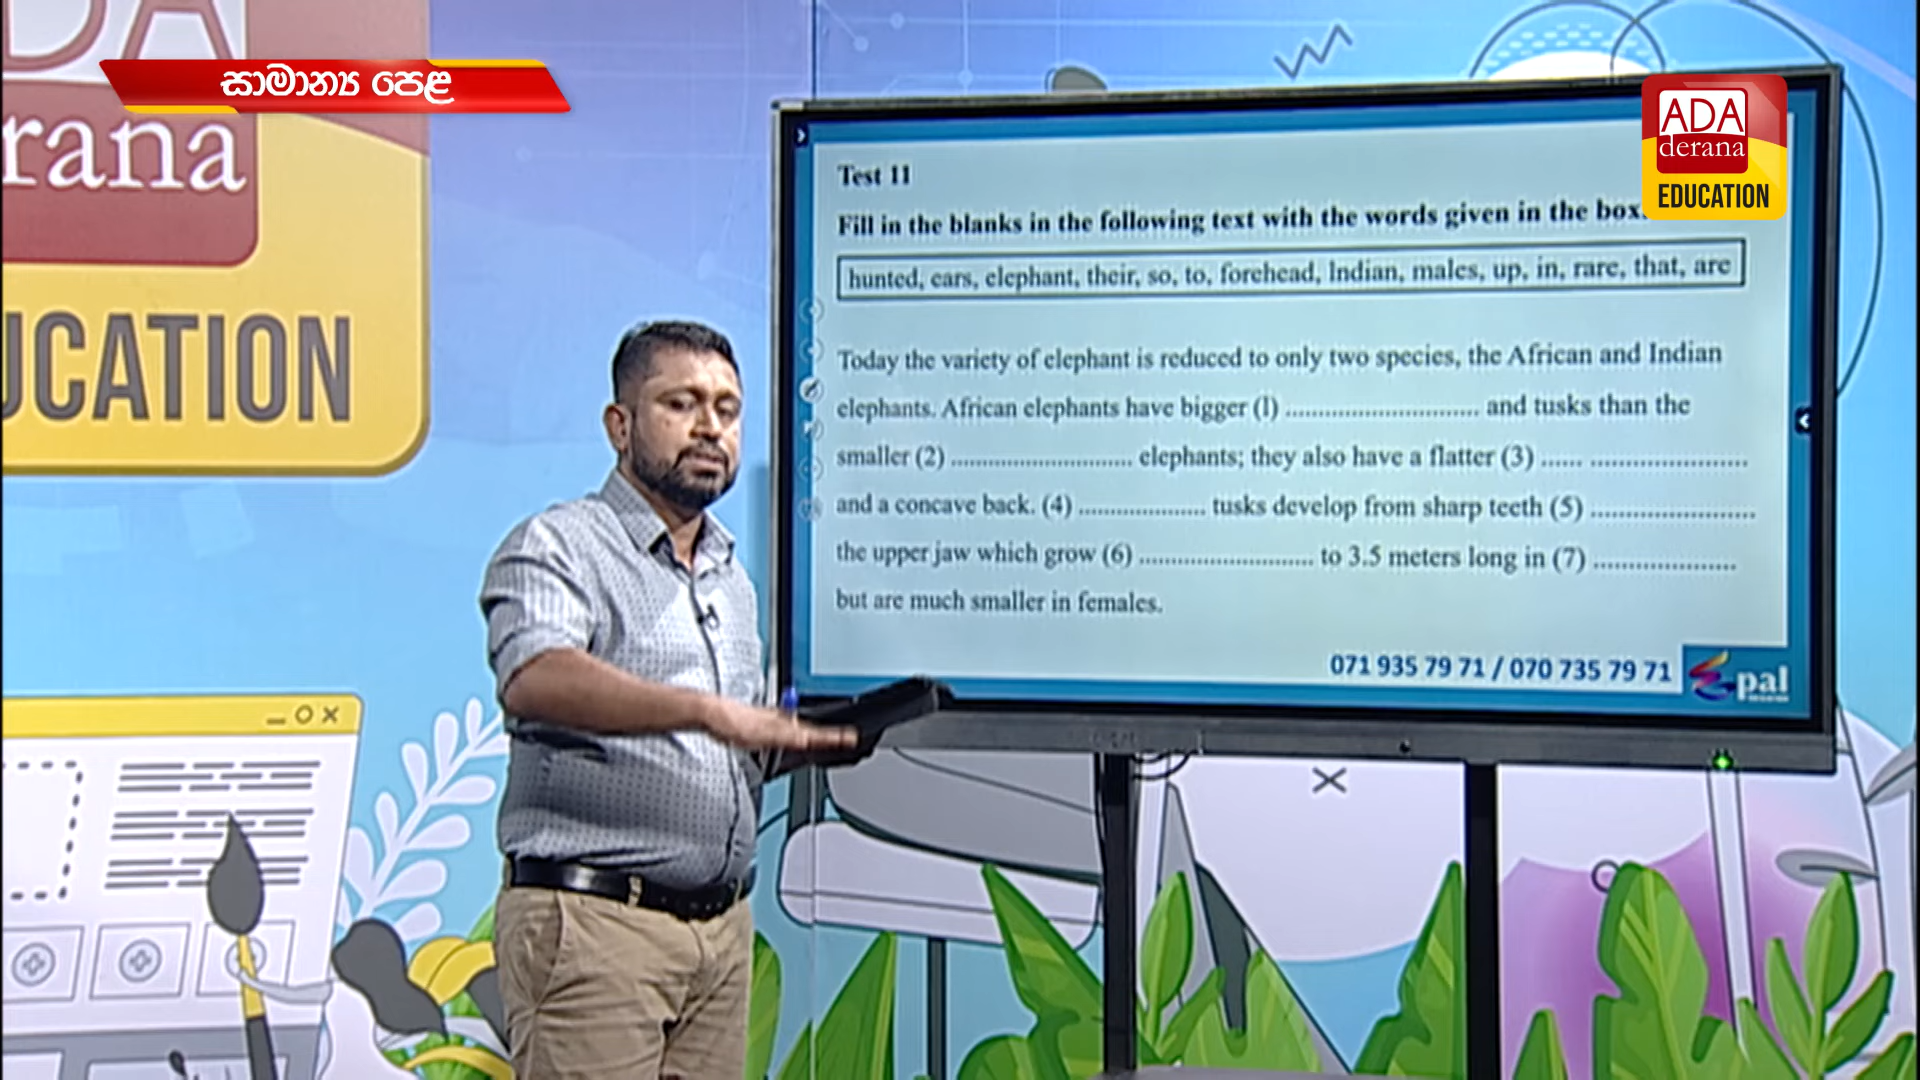 DA
rana
UCATION
සාමාන්‍ය පෙළ
ADA
derana
EDUCATION
Test 11
Fill in the blanks in the following text with the words given in the box.
hunted, ears, elephant, their, so, to, forehead, Indian, males, up, in, rare, that, are
Today the variety of elephant is reduced to only two species, the African and Indian
elephants. African elephants have bigger (1) ............................ and tusks than the
smaller (2) ............................ elephants; they also have a flatter (3) ...... ........................
and a concave back. (4) .................... tusks develop from sharp teeth (5) ..........................
the upper jaw which grow (6) ............................ to 3.5 meters long in (7) ......................
but are much smaller in females.
071 935 79 71 / 070 735 79 71
pal